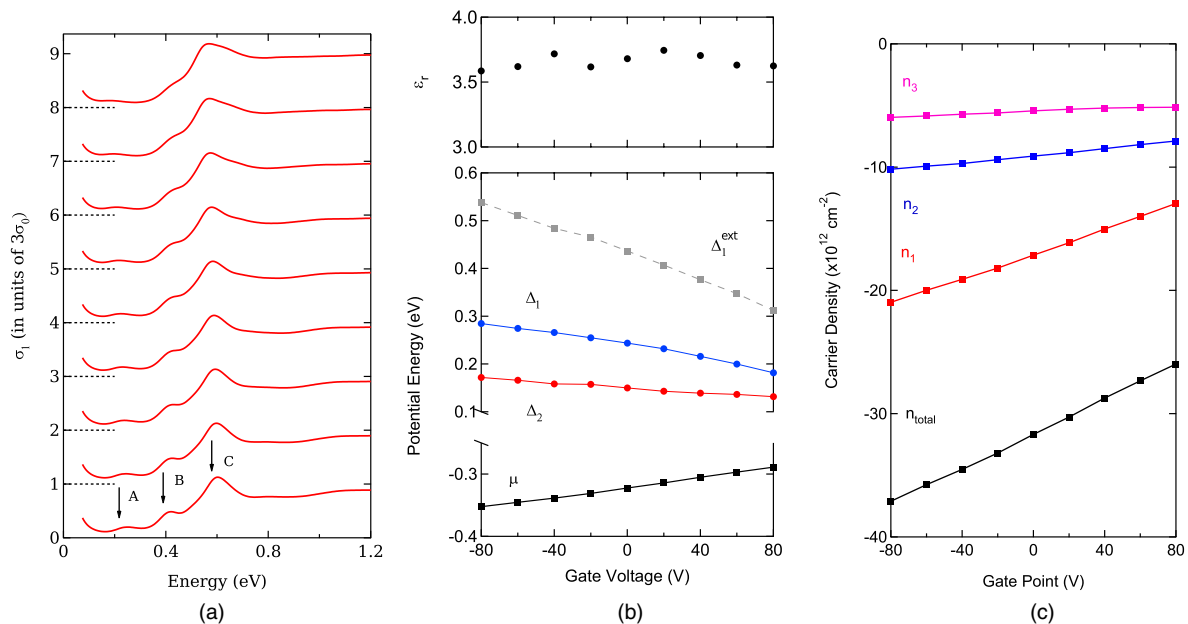 9
8
7
6
5
4
3
2
1
0
σ₁ (in units of 3σ₀)
A
B
C
0
0.4
0.8
1.2
Energy (eV)
(a)
4.0
3.5
3.0
εᵣ
0.6
0.5
0.4
0.3
0.2
0.1
-0.3
-0.4
Potential Energy (eV)
Δ₁ᵉˣᵗ
Δ₁
Δ₂
μ
-80
-40
0
40
80
Gate Voltage (V)
(b)
0
-10
-20
-30
-40
Carrier Density (x10¹² cm⁻²)
n₃
n₂
n₁
n_total
-80
-40
0
40
80
Gate Point (V)
(c)